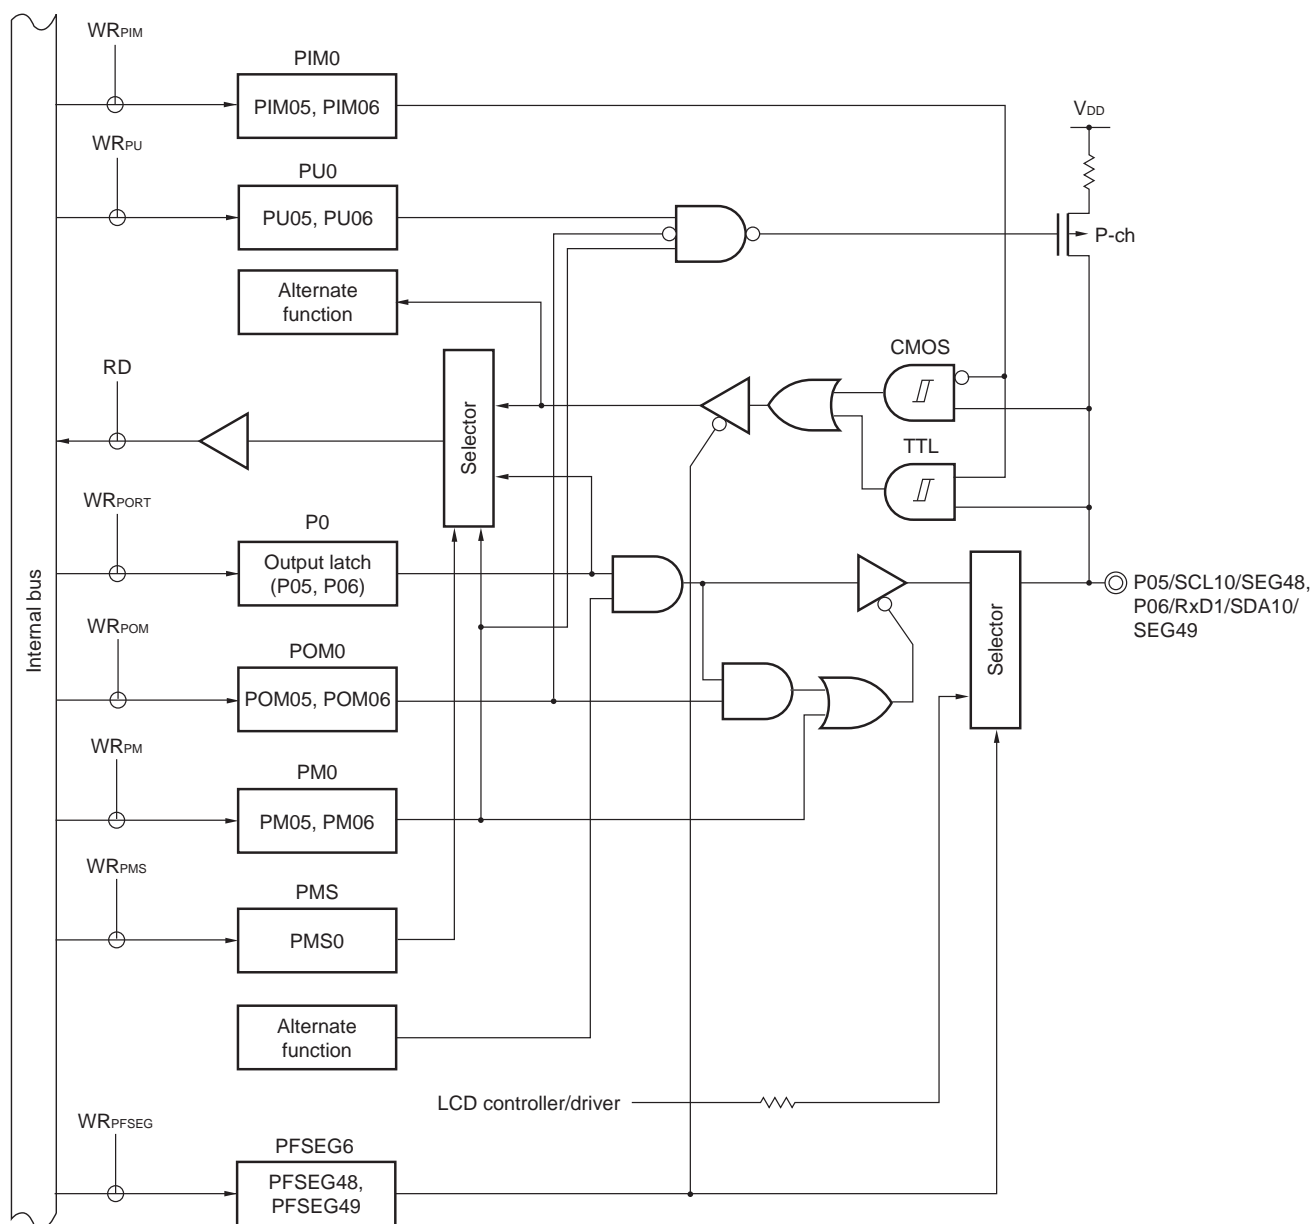 WRPIM
PIM0
PIM05, PIM06
VDD
WRPU
PU0
PU05, PU06
P-ch
Alternate
function
RD
CMOS
Selector
TTL
WRPORT
P0
Output latch
(P05, P06)
P05/SCL10/SEG48,
P06/RxD1/SDA10/
SEG49
Selector
Internal bus
WRPOM
POM0
POM05, POM06
WRPM
PM0
PM05, PM06
WRPMS
PMS
PMS0
Alternate
function
LCD controller/driver
WRPFSEG
PFSEG6
PFSEG48,
PFSEG49